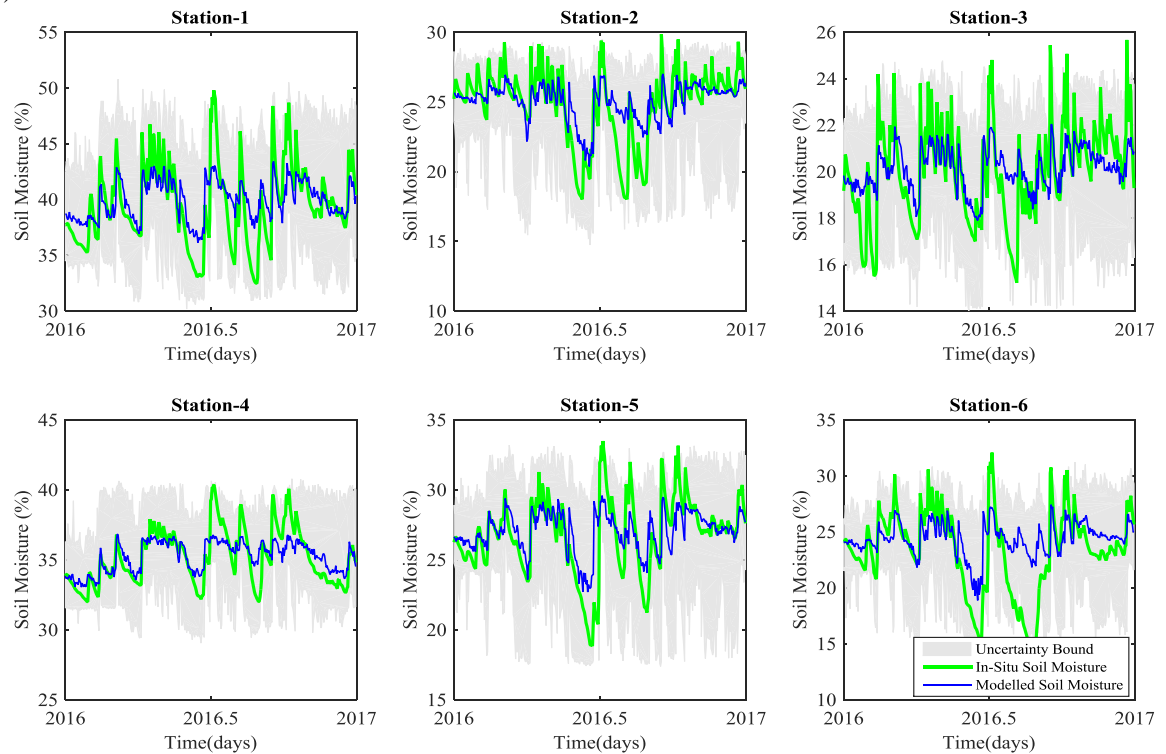 )
Station-1
Station-2
Station-3
55
50
45
40
35
30
Soil Moisture (%)
2016
2016.5
2017
Time(days)
30
25
20
15
10
Soil Moisture (%)
2016
2016.5
2017
Time(days)
26
24
22
20
18
16
14
Soil Moisture (%)
2016
2016.5
2017
Time(days)
Station-4
Station-5
Station-6
45
40
35
30
25
Soil Moisture (%)
2016
2016.5
2017
Time(days)
35
30
25
20
15
Soil Moisture (%)
2016
2016.5
2017
Time(days)
35
30
25
20
15
10
Soil Moisture (%)
Uncertainty Bound
In-Situ Soil Moisture
Modelled Soil Moisture
2016
2016.5
2017
Time(days)